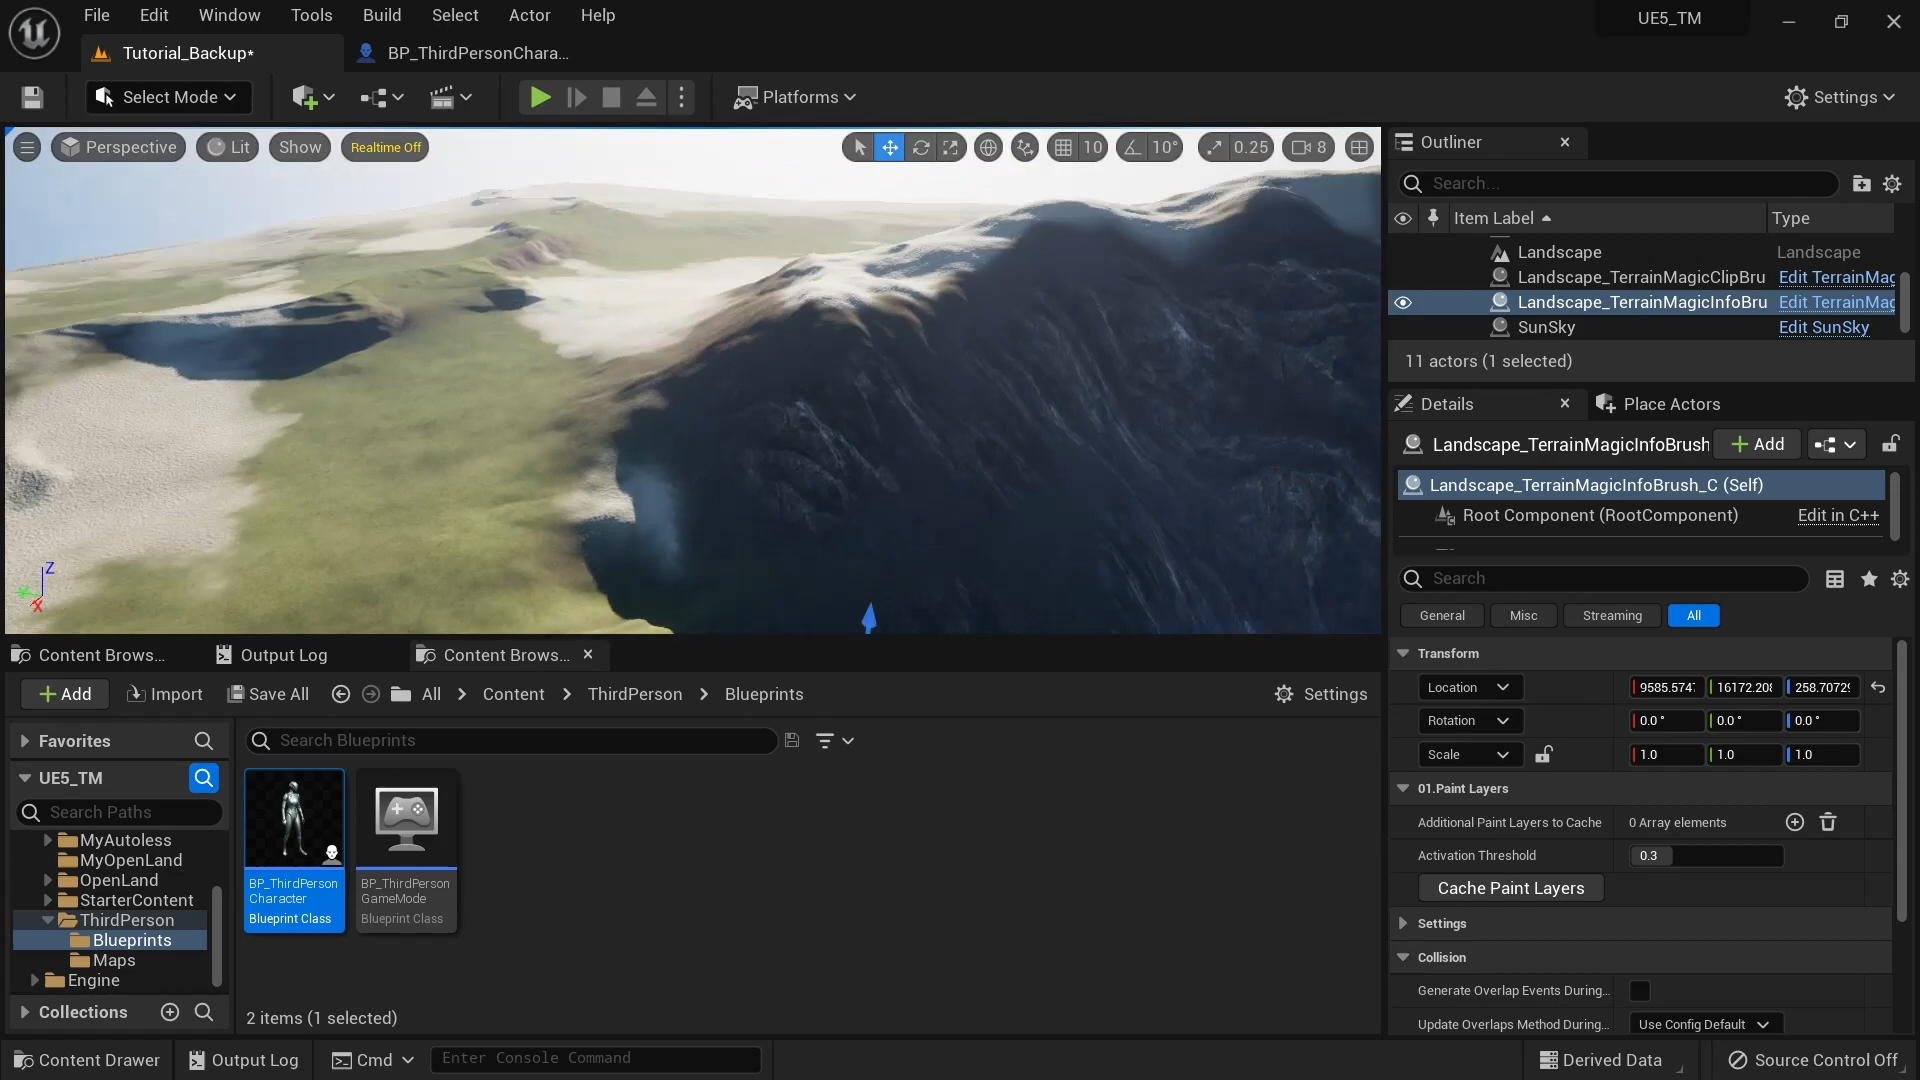 File Edit Window Tools Build Select Actor Help
UE5_TM
Tutorial_Backup*
BP_ThirdPersonChara...
Select Mode
Platforms
Settings
Perspective
Lit
Show
Realtime Off
10
10°
0.25
8
Z
X
Outliner
Search...
Item Label
Type
Landscape
Landscape
Landscape_TerrainMagicClipBru
Edit TerrainMag
Landscape_TerrainMagicInfoBru
Edit TerrainMag
SunSky
Edit SunSky
11 actors (1 selected)
Details
Place Actors
Landscape_TerrainMagicInfoBrush
Add
Landscape_TerrainMagicInfoBrush_C (Self)
Root Component (RootComponent)
Edit in C++
Search
General
Misc
Streaming
All
Transform
Location
9585.574
16172.208
258.7072
Rotation
0.0 °
0.0 °
0.0 °
Scale
1.0
1.0
1.0
01.Paint Layers
Additional Paint Layers to Cache
0 Array elements
Activation Threshold
0.3
Cache Paint Layers
Settings
Collision
Generate Overlap Events During...
Update Overlaps Method During...
Use Config Default
Content Brows...
Output Log
Content Brows...
Add
Import
Save All
All
Content
ThirdPerson
Blueprints
Settings
Favorites
UE5_TM
Search Paths
MyAutoless
MyOpenLand
OpenLand
StarterContent
ThirdPerson
Blueprints
Maps
Engine
Collections
Search Blueprints
BP_ThirdPerson
Character
Blueprint Class
BP_ThirdPerson
GameMode
Blueprint Class
2 items (1 selected)
Content Drawer
Output Log
Cmd
Enter Console Command
Derived Data
Source Control Off